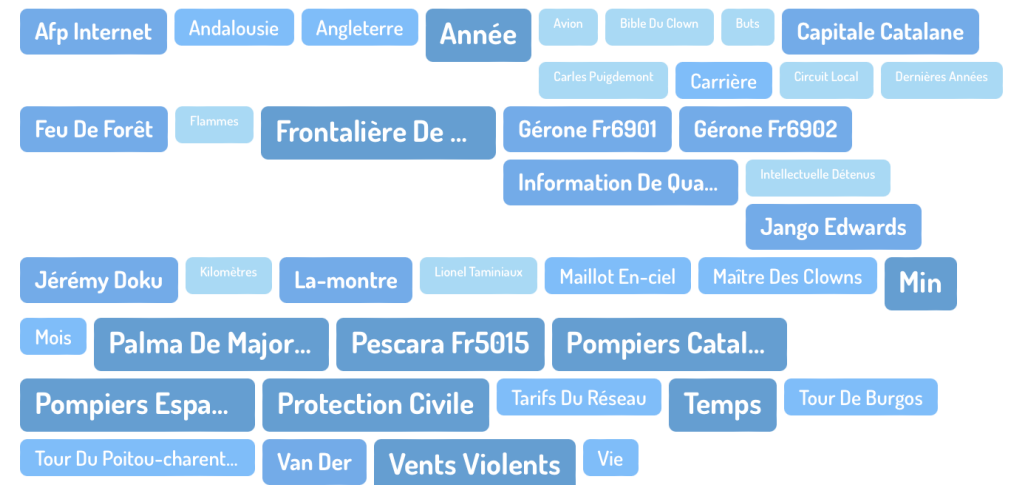 Afp Internet
Andalousie
Angleterre
Année
Avion
Bible Du Clown
Buts
Capitale Catalane
Carles Puigdemont
Carrière
Circuit Local
Dernières Années
Feu De Forêt
Flammes
Frontalière De ...
Gérone Fr6901
Gérone Fr6902
Information De Qua...
Intellectuelle Détenus
Jango Edwards
Jérémy Doku
Kilomètres
La-montre
Lionel Taminiaux
Maillot En-ciel
Maître Des Clowns
Min
Mois
Palma De Major...
Pescara Fr5015
Pompiers Catal...
Pompiers Espa...
Protection Civile
Tarifs Du Réseau
Temps
Tour De Burgos
Tour Du Poitou-charent...
Van Der
Vents Violents
Vie